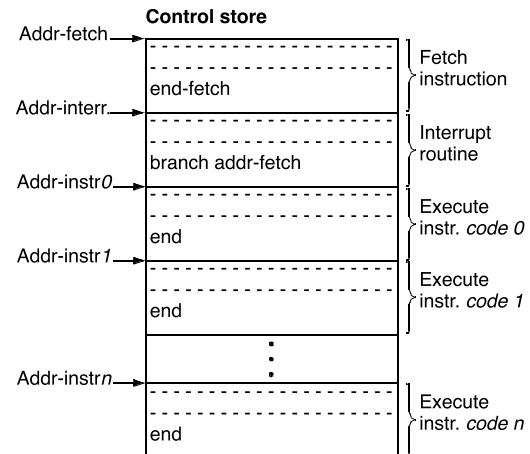 Control store
Addr-fetch
Fetch
instruction
end-fetch
Addr-interr.
Interrupt
routine
branch addr-fetch
Addr-instr0
Execute
instr. code 0
end
Addr-instr1
Execute
instr. code 1
end
Addr-instrn
Execute
instr. code n
end